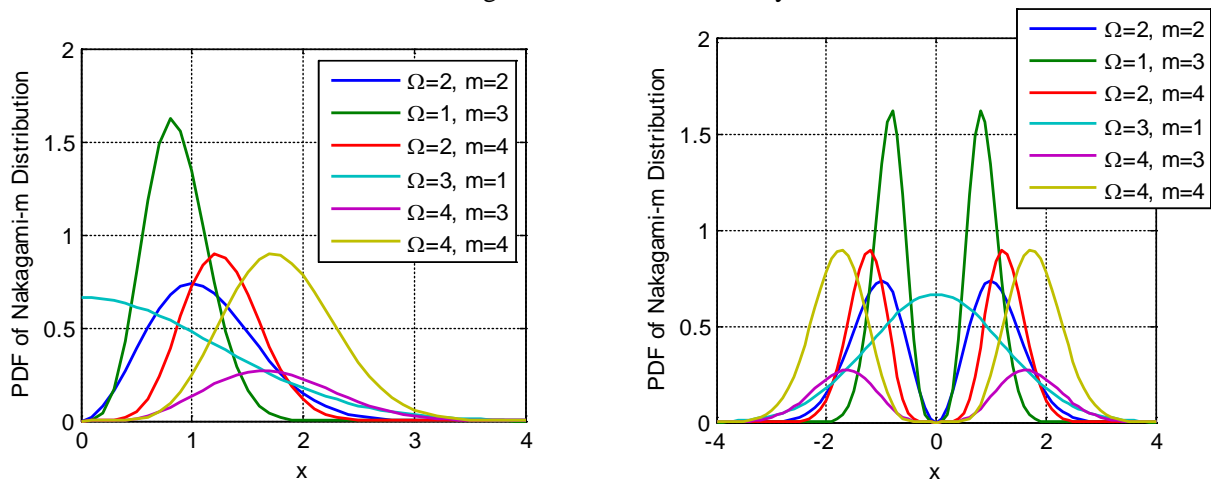 PDF of Nakagami-m Distribution
2
1.5
1
0.5
0
0
1
2
3
4
x
Ω=2, m=2
Ω=1, m=3
Ω=2, m=4
Ω=3, m=1
Ω=4, m=3
Ω=4, m=4
PDF of Nakagami-m Distribution
2
1.5
1
0.5
0
-4
-2
0
2
4
x
Ω=2, m=2
Ω=1, m=3
Ω=2, m=4
Ω=3, m=1
Ω=4, m=3
Ω=4, m=4